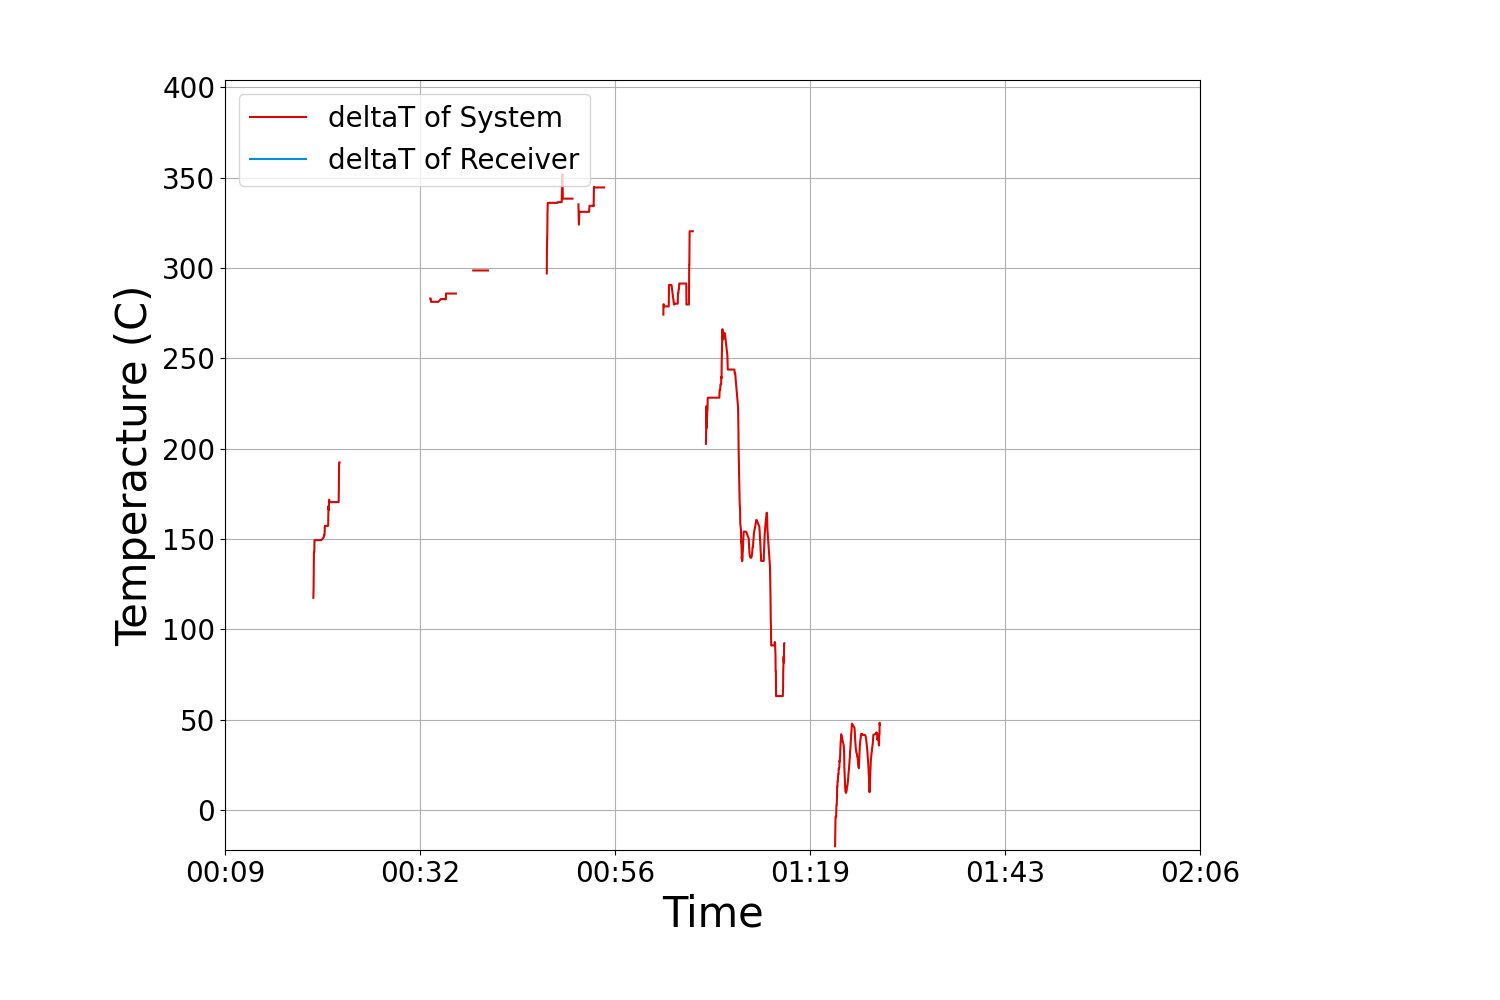 400
350
300
250
200
150
100
50
0
deltaT of System
deltaT of Receiver
Temperacture (C)
00:09 00:32 00:56 01:19 01:43 02:06
Time